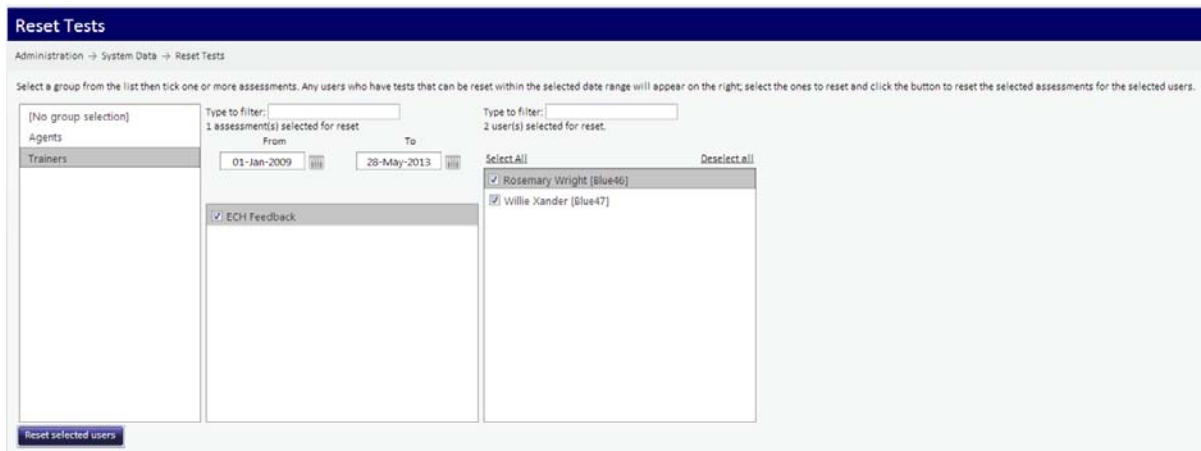 Reset Tests
Administration → System Data → Reset Tests
Select a group from the list then tick one or more assessments. Any users who have tests that can be reset within the selected date range will appear on the right; select the ones to reset and click the button to reset the selected assessments for the selected users.
[No group selection]
Agents
Trainers
Type to filter:
1 assessment(s) selected for reset
From To
01-Jan-2009 28-May-2013
ECH Feedback
Type to filter:
2 user(s) selected for reset.
Select All Deselect all
Rosemary Wright [Blue46]
Willie Xander [Blue47]
Reset selected users